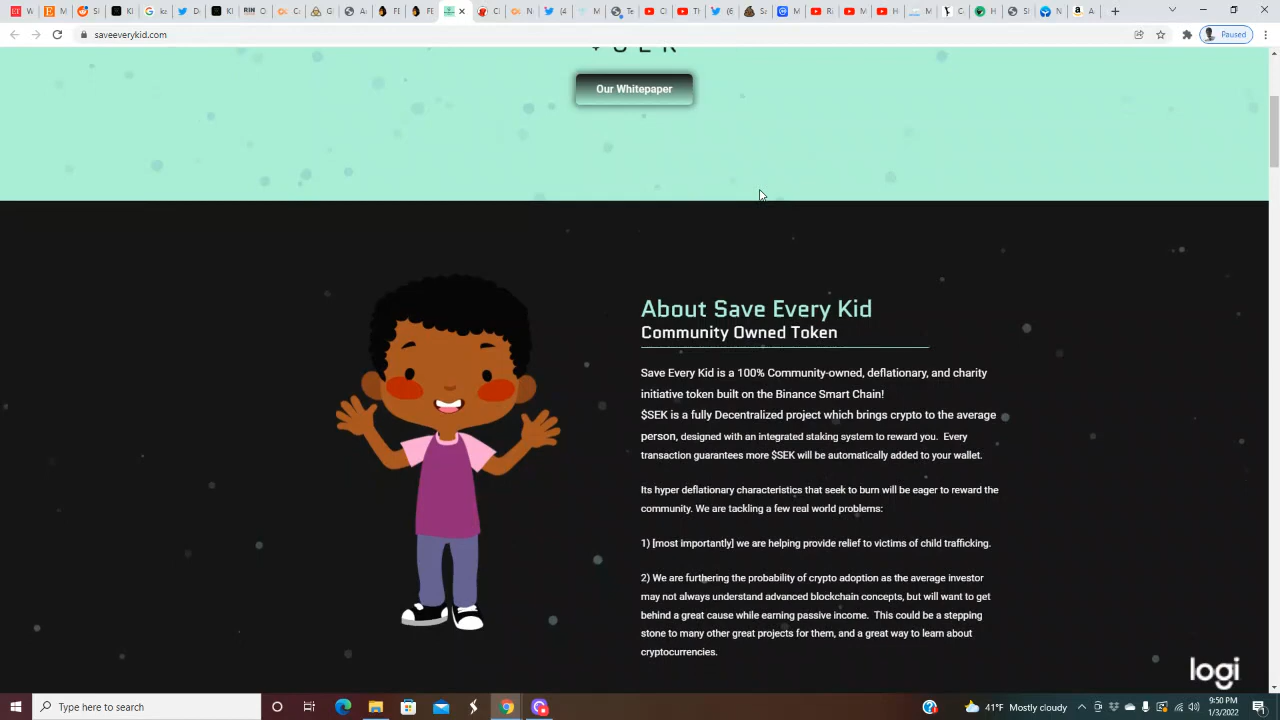 saveeverykid.com
Paused
$SEK
Our Whitepaper
About Save Every Kid
Community Owned Token
Save Every Kid is a 100% Community-owned, deflationary, and charity
initiative token built on the Binance Smart Chain!
$SEK is a fully Decentralized project which brings crypto to the average
person, designed with an integrated staking system to reward you. Every
transaction guarantees more $SEK will be automatically added to your wallet.
Its hyper deflationary characteristics that seek to burn will be eager to reward the
community. We are tackling a few real world problems:
1) [most importantly] we are helping provide relief to victims of child trafficking.
2) We are furthering the probability of crypto adoption as the average investor
may not always understand advanced blockchain concepts, but will want to get
behind a great cause while earning passive income. This could be a stepping
stone to many other great projects for them, and a great way to learn about
cryptocurrencies.
logi
Type here to search
41°F Mostly cloudy
9:50 PM
1/3/2022